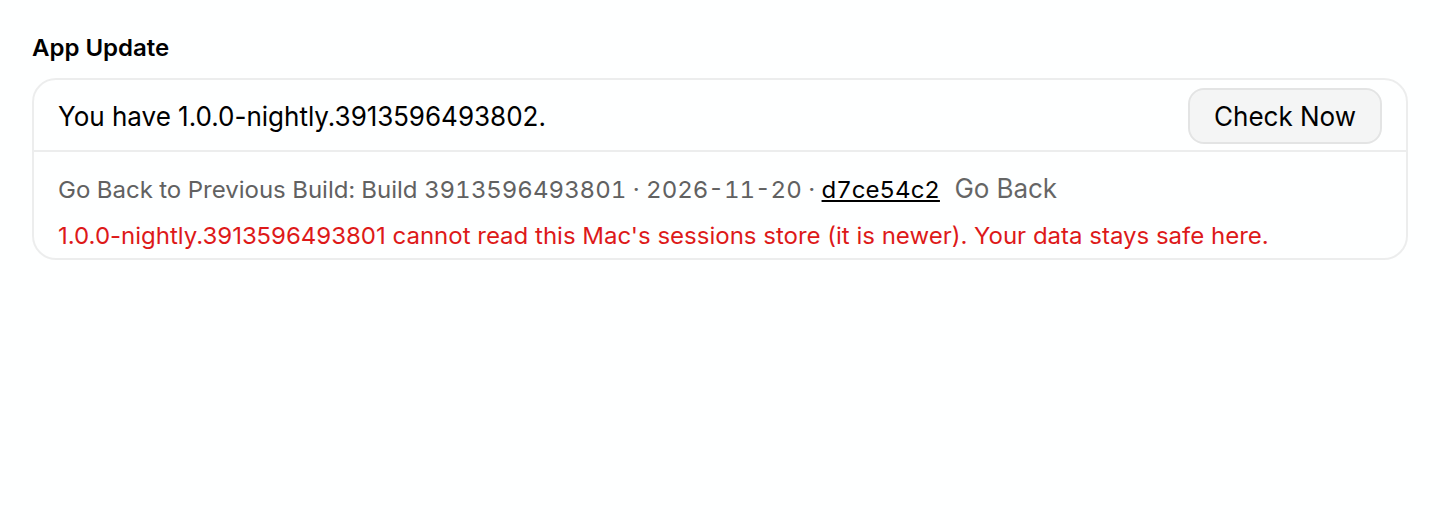 App Update
You have 1.0.0-nightly.3913596493802.
Check Now
Go Back to Previous Build: Build 3913596493801 · 2026-11-20 · d7ce54c2 Go Back
1.0.0-nightly.3913596493801 cannot read this Mac's sessions store (it is newer). Your data stays safe here.